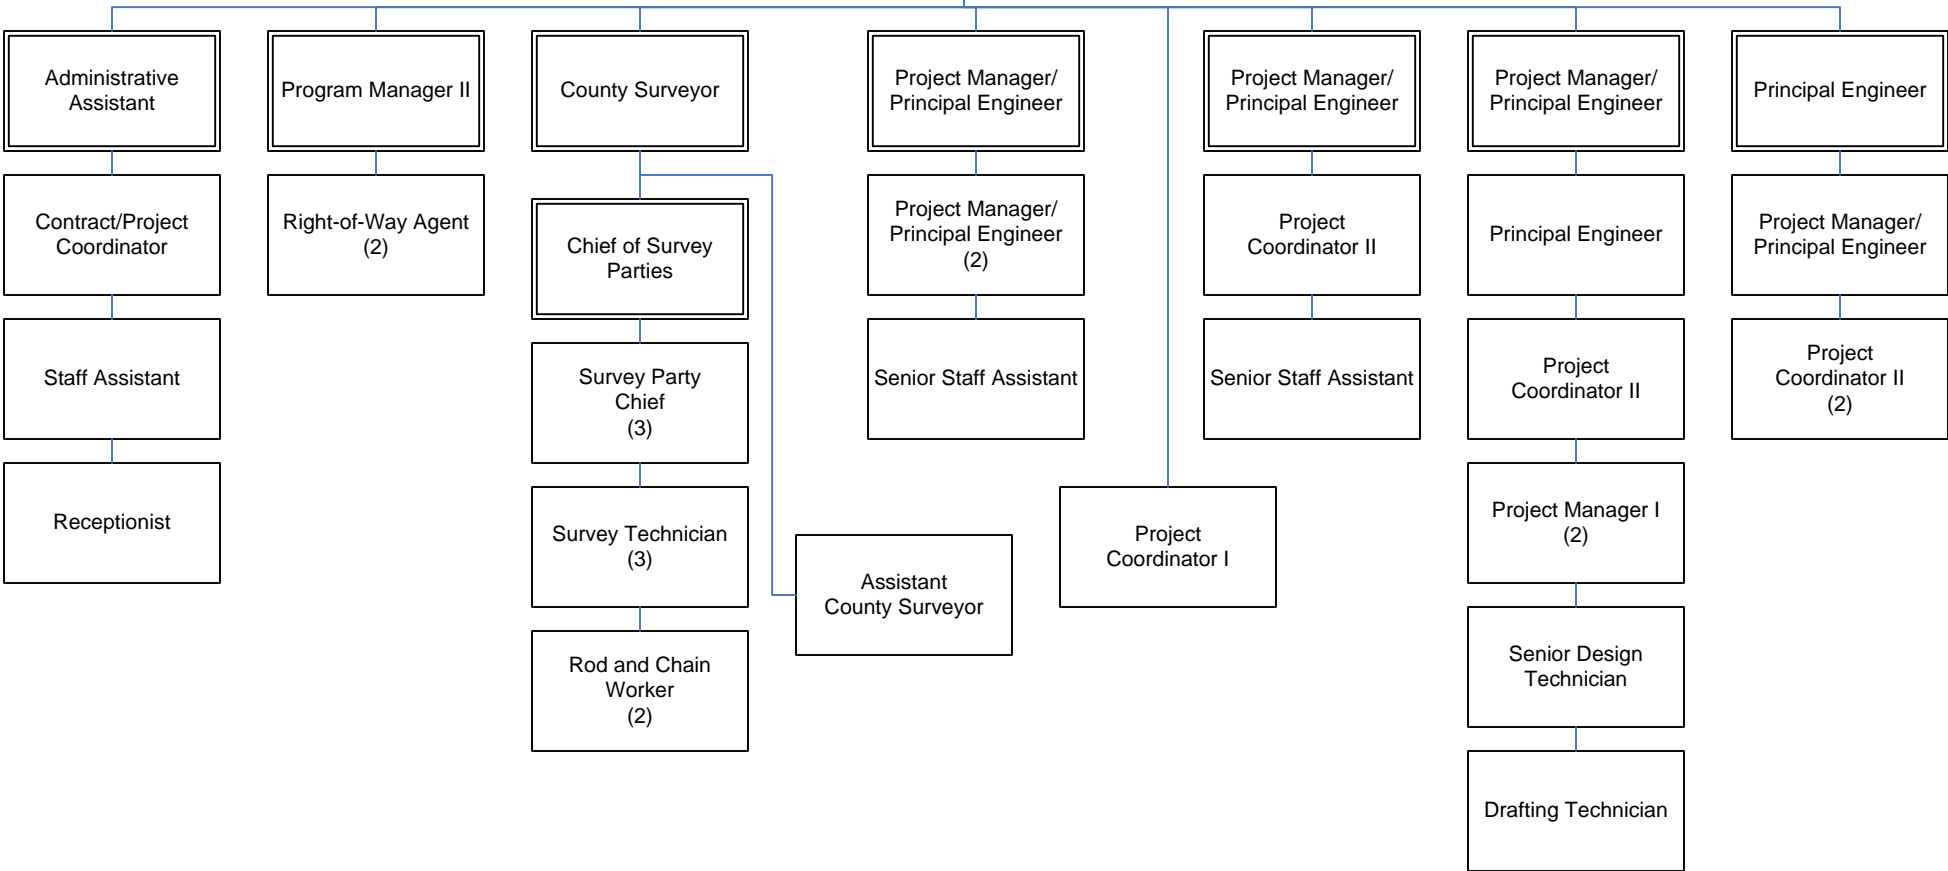 Administrative
Assistant
Program Manager II
County Surveyor
Project Manager/
Principal Engineer
Project Manager/
Principal Engineer
Project Manager/
Principal Engineer
Principal Engineer
Contract/Project
Coordinator
Right-of-Way Agent
(2)
Chief of Survey
Parties
Project Manager/
Principal Engineer
(2)
Project
Coordinator II
Principal Engineer
Project Manager/
Principal Engineer
Staff Assistant
Survey Party
Chief
(3)
Senior Staff Assistant
Senior Staff Assistant
Project
Coordinator II
Project
Coordinator II
(2)
Receptionist
Survey Technician
(3)
Assistant
County Surveyor
Project
Coordinator I
Project Manager I
(2)
Rod and Chain
Worker
(2)
Senior Design
Technician
Drafting Technician